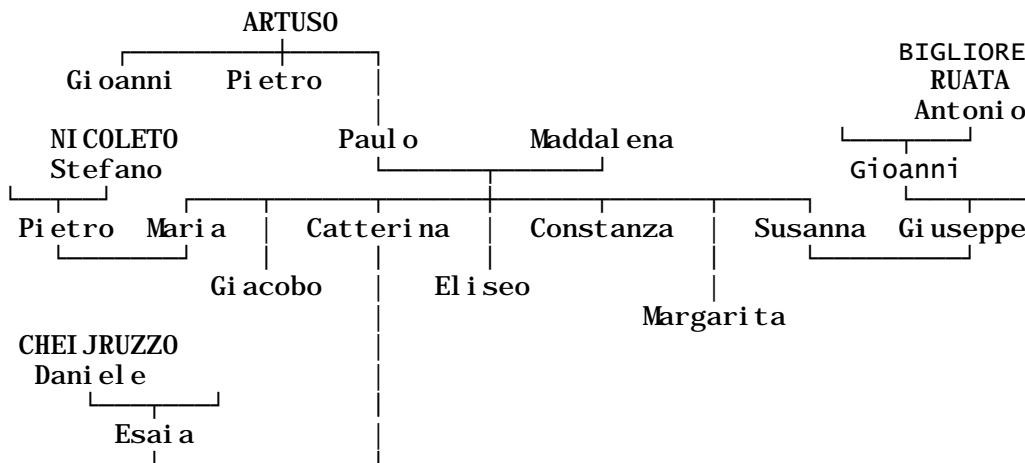 ARTUSO
BIGLIORE
Gioanni Pietro RUATA
Antonio
NICOLETO Paulo Maddalena
Stefano Gioanni
Pietro Maria Catterina Constanza Susanna Giuseppe
Giacobo Eliseo
Margarita
CHEIJRUZZO
Daniele
Esaia